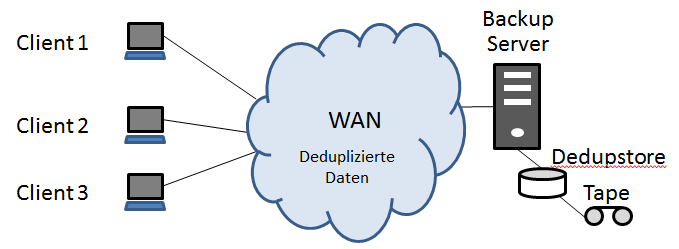 Client 1
Client 2
Client 3
WAN
Deduplizierte
Daten
Backup
Server
Dedupstore
Tape